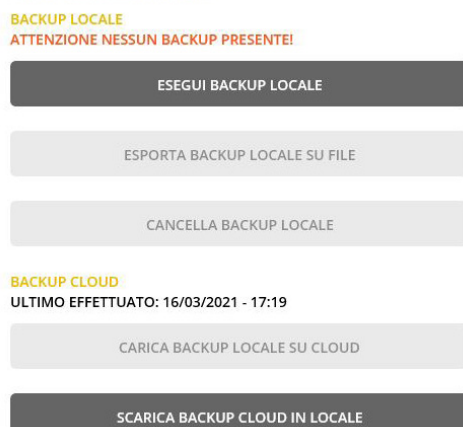 BACKUP LOCALE
ATTENZIONE NESSUN BACKUP PRESENTE!
ESEGUI BACKUP LOCALE
ESPORTA BACKUP LOCALE SU FILE
CANCELLA BACKUP LOCALE
BACKUP CLOUD
ULTIMO EFFETTUATO: 16/03/2021 - 17:19
CARICA BACKUP LOCALE SU CLOUD
SCARICA BACKUP CLOUD IN LOCALE